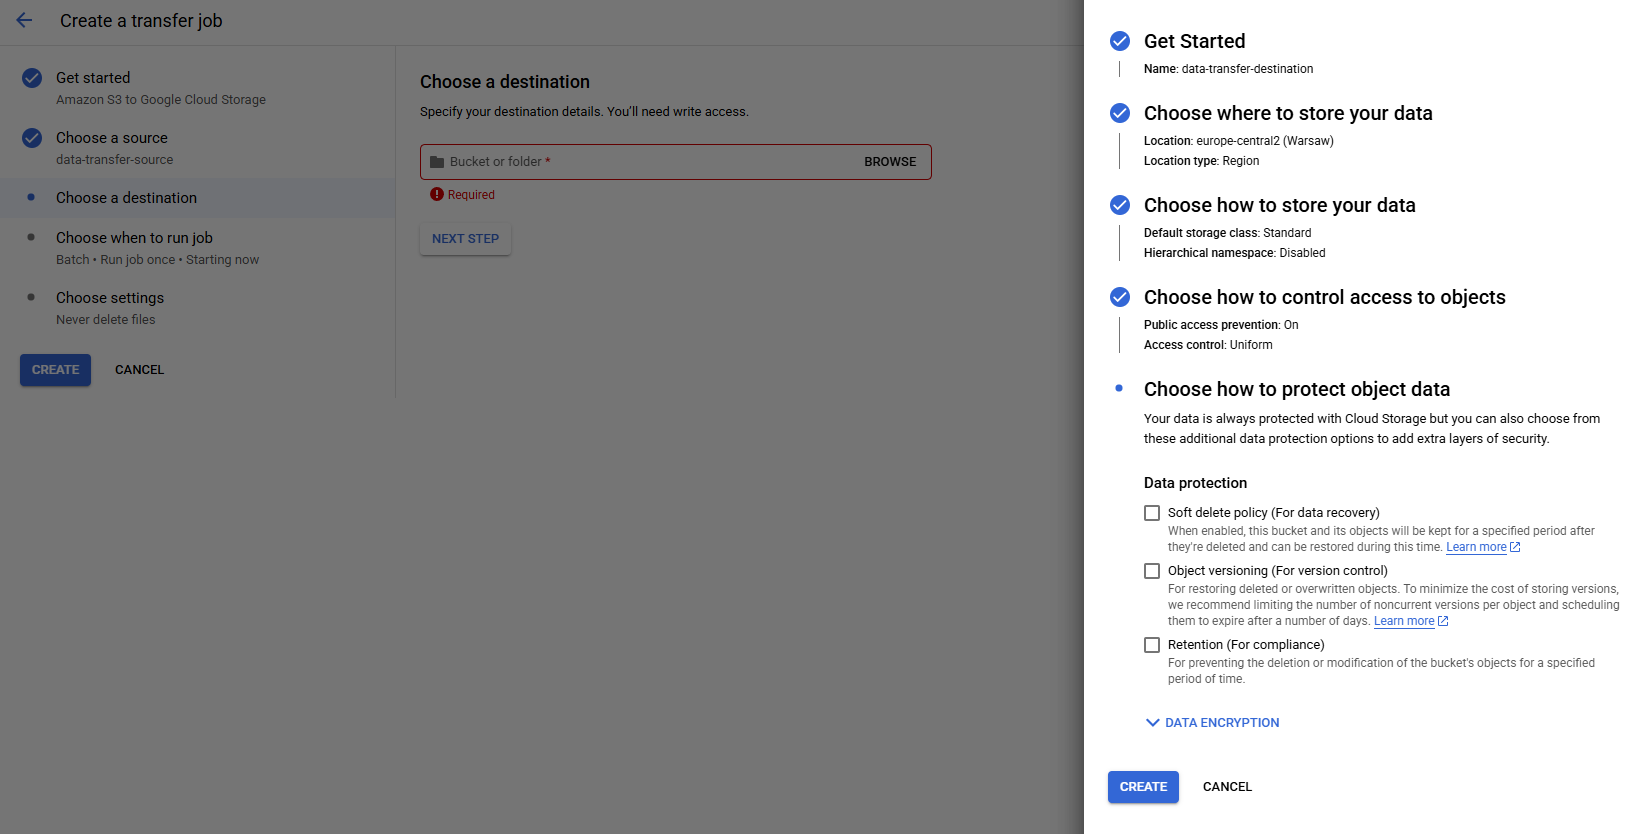 Create a transfer job
Get started
Amazon S3 to Google Cloud Storage
Choose a source
data-transfer-source
Choose a destination
Choose when to run job
Batch • Run job once • Starting now
Choose settings
Never delete files
CREATE
CANCEL
Choose a destination
Specify your destination details. You'll need write access.
Bucket or folder *
BROWSE
Required
NEXT STEP
Get Started
Name: data-transfer-destination
Choose where to store your data
Location: europe-central2 (Warsaw)
Location type: Region
Choose how to store your data
Default storage class: Standard
Hierarchical namespace: Disabled
Choose how to control access to objects
Public access prevention: On
Access control: Uniform
Choose how to protect object data
Your data is always protected with Cloud Storage but you can also choose from
these additional data protection options to add extra layers of security.
Data protection
Soft delete policy (For data recovery)
When enabled, this bucket and its objects will be kept for a specified period after
they're deleted and can be restored during this time. Learn more
Object versioning (For version control)
For restoring deleted or overwritten objects. To minimize the cost of storing versions,
we recommend limiting the number of noncurrent versions per object and scheduling
them to expire after a number of days. Learn more
Retention (For compliance)
For preventing the deletion or modification of the bucket's objects for a specified
period of time.
DATA ENCRYPTION
CREATE
CANCEL